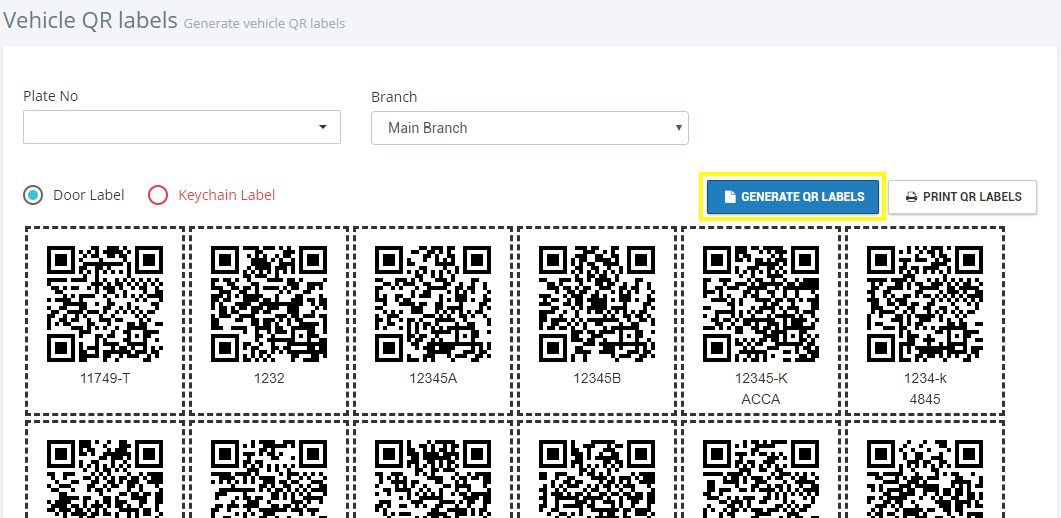 Vehicle QR labels Generate vehicle QR labels
Plate No
Branch
Main Branch
Door Label
Keychain Label
GENERATE QR LABELS
PRINT QR LABELS
11749-T
1232
12345A
12345B
12345-K
ACCA
1234-k
4845